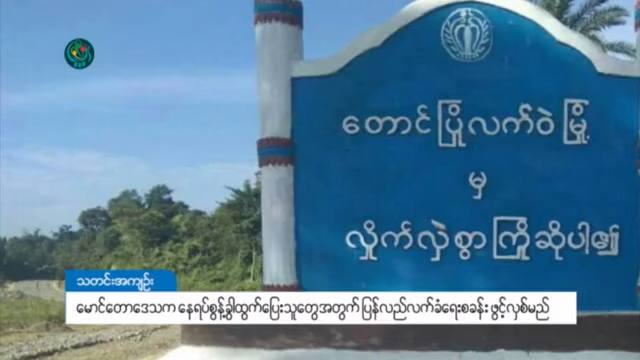 တောင်ပြိုလက်ဝဲမြို့
မှ
လှိုက်လှဲစွာကြိုဆိုပါ၏
သတင်းအကျဉ်း
မောင်တောဒေသက နေရပ်စွန့်ခွါထွက်ပြေးသူတွေအတွက် ပြန်လည်လက်ခံရေးစခန်း ဖွင့်လှစ်မည်